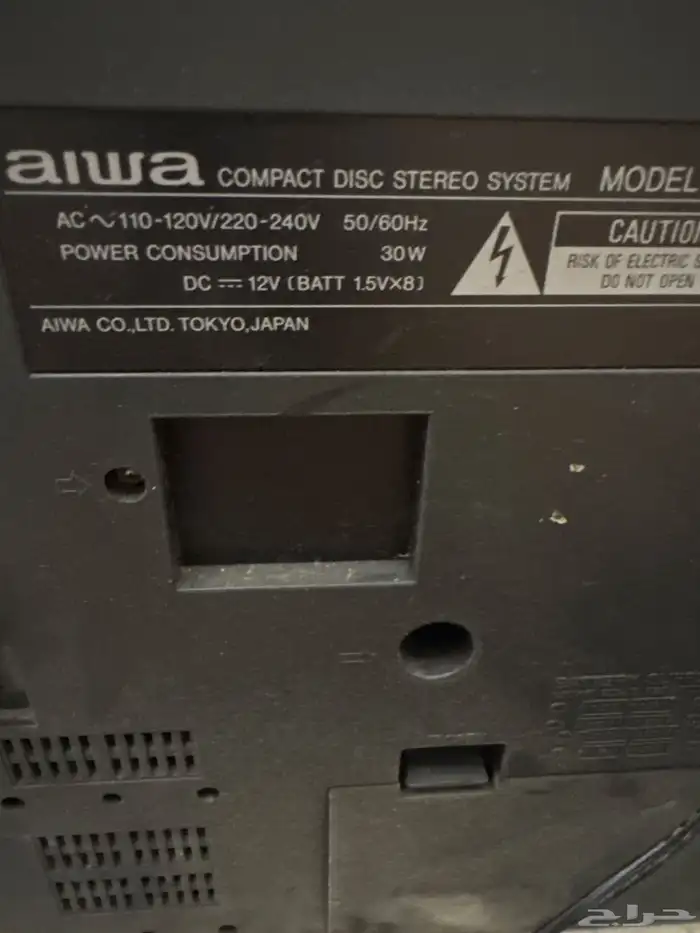 aiwa COMPACT DISC STEREO SYSTEM MODEL
AC～110-120V/220-240V 50/60Hz
POWER CONSUMPTION 30W
DC ⎓ 12V (BATT 1.5V×8)
CAUTION
RISK OF ELECTRIC
DO NOT OPEN
AIWA CO.,LTD. TOKYO,JAPAN
حراج